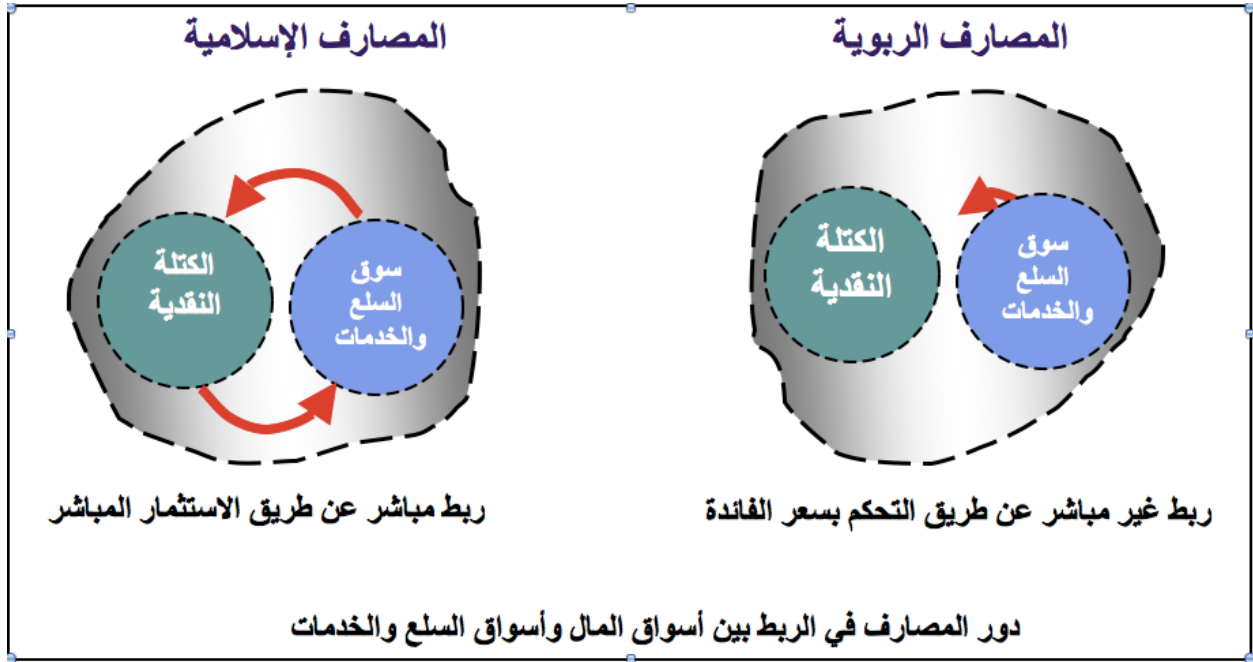 المصارف الربوية
الكتلة
النقدية
سوق
السلع
والخدمات
ربط غير مباشر عن طريق التحكم بسعر الفائدة
المصارف الإسلامية
الكتلة
النقدية
سوق
السلع
والخدمات
ربط مباشر عن طريق الاستثمار المباشر
دور المصارف في الربط بين أسواق المال وأسواق السلع والخدمات